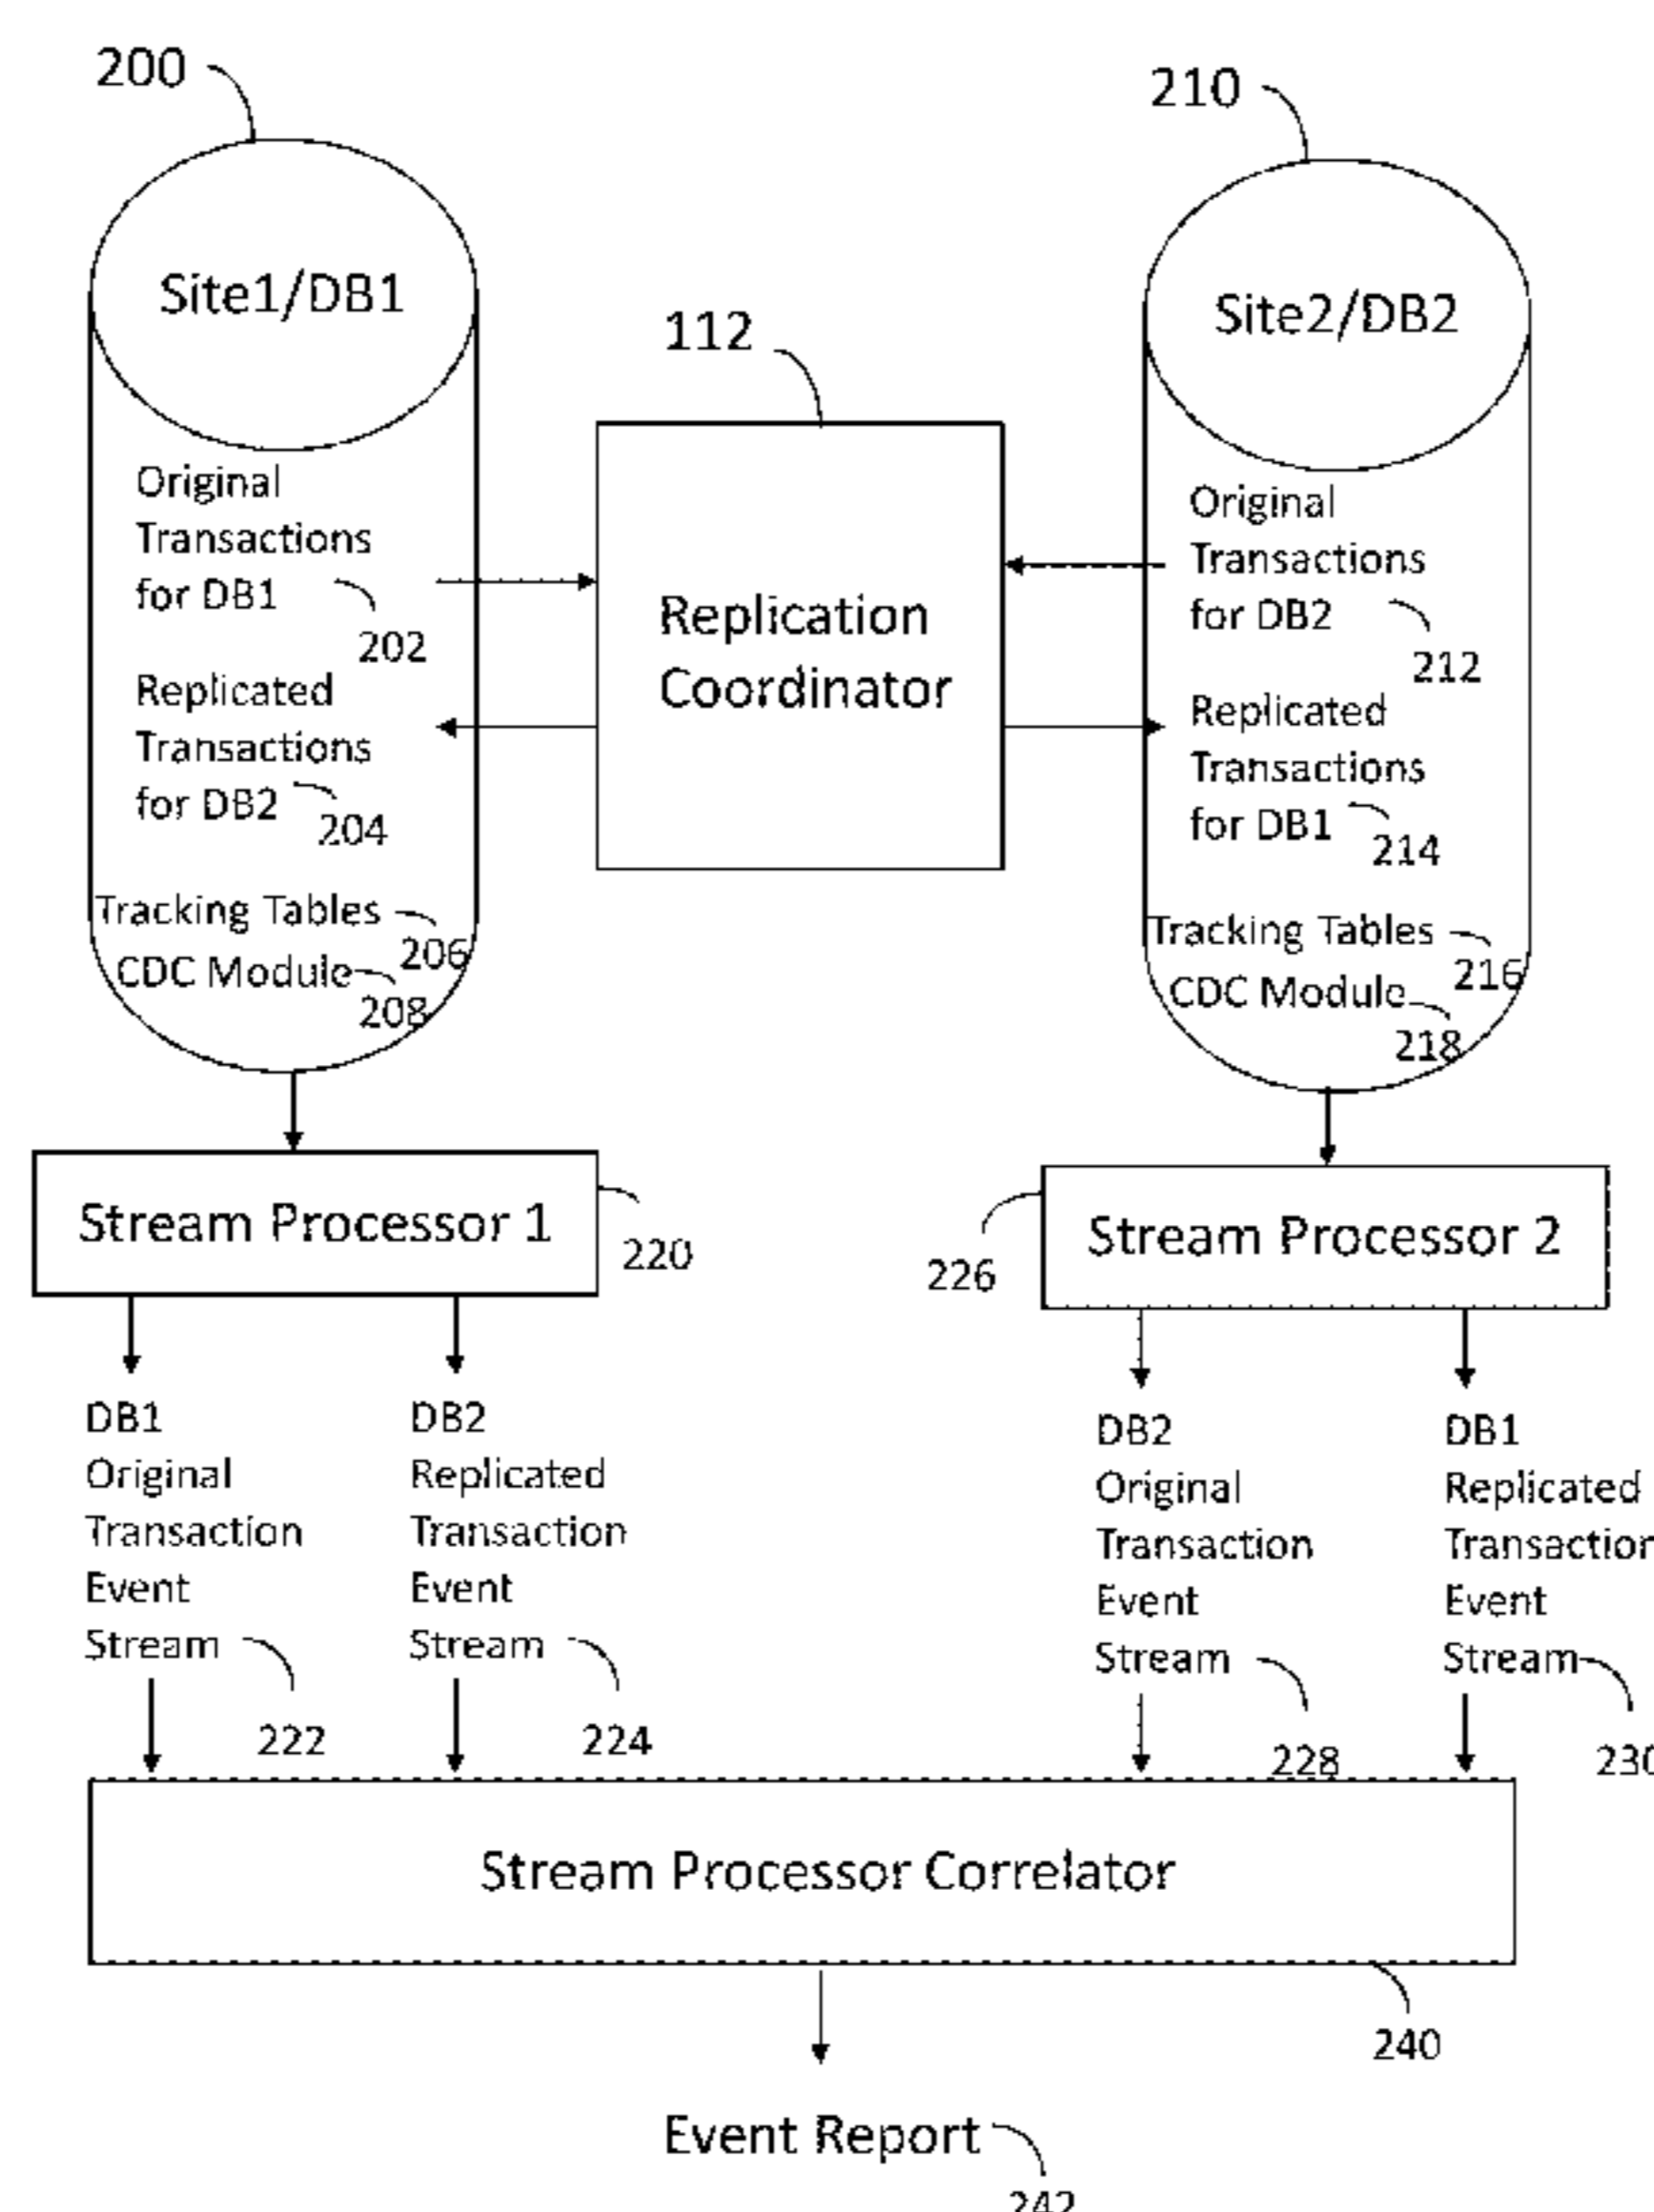 200
210
Site1/DB1
Site2/DB2
112
Original
Transactions
for DB1
202
Replicated
Transactions
for DB2
204
Tracking Tables
206
CDC Module
208
Replication
Coordinator
Original
Transactions
for DB2
212
Replicated
Transactions
for DB1
214
Tracking Tables
216
CDC Module
218
Stream Processor 1
220
226
Stream Processor 2
DB1
Original
Transaction
Event
Stream
222
DB2
Replicated
Transaction
Event
Stream
224
DB2
Original
Transaction
Event
Stream
228
DB1
Replicated
Transaction
Event
Stream
230
Stream Processor Correlator
240
Event Report
242